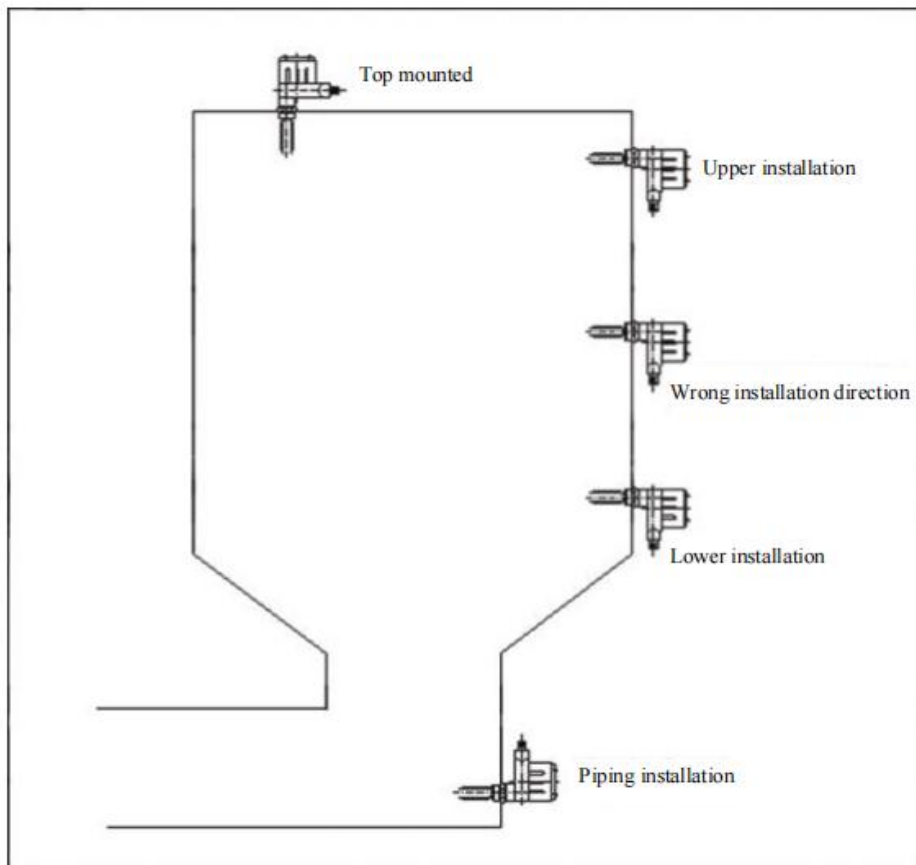 Top mounted
Upper installation
Wrong installation direction
Lower installation
Piping installation